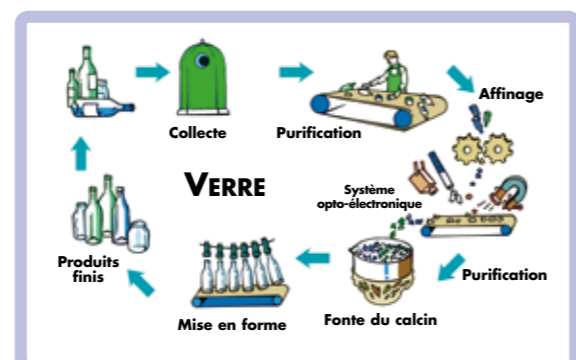 Collecte
Purification
Affinage
VERRE
Système
opto-électronique
Purification
Fonte du calcin
Mise en forme
Produits
finis